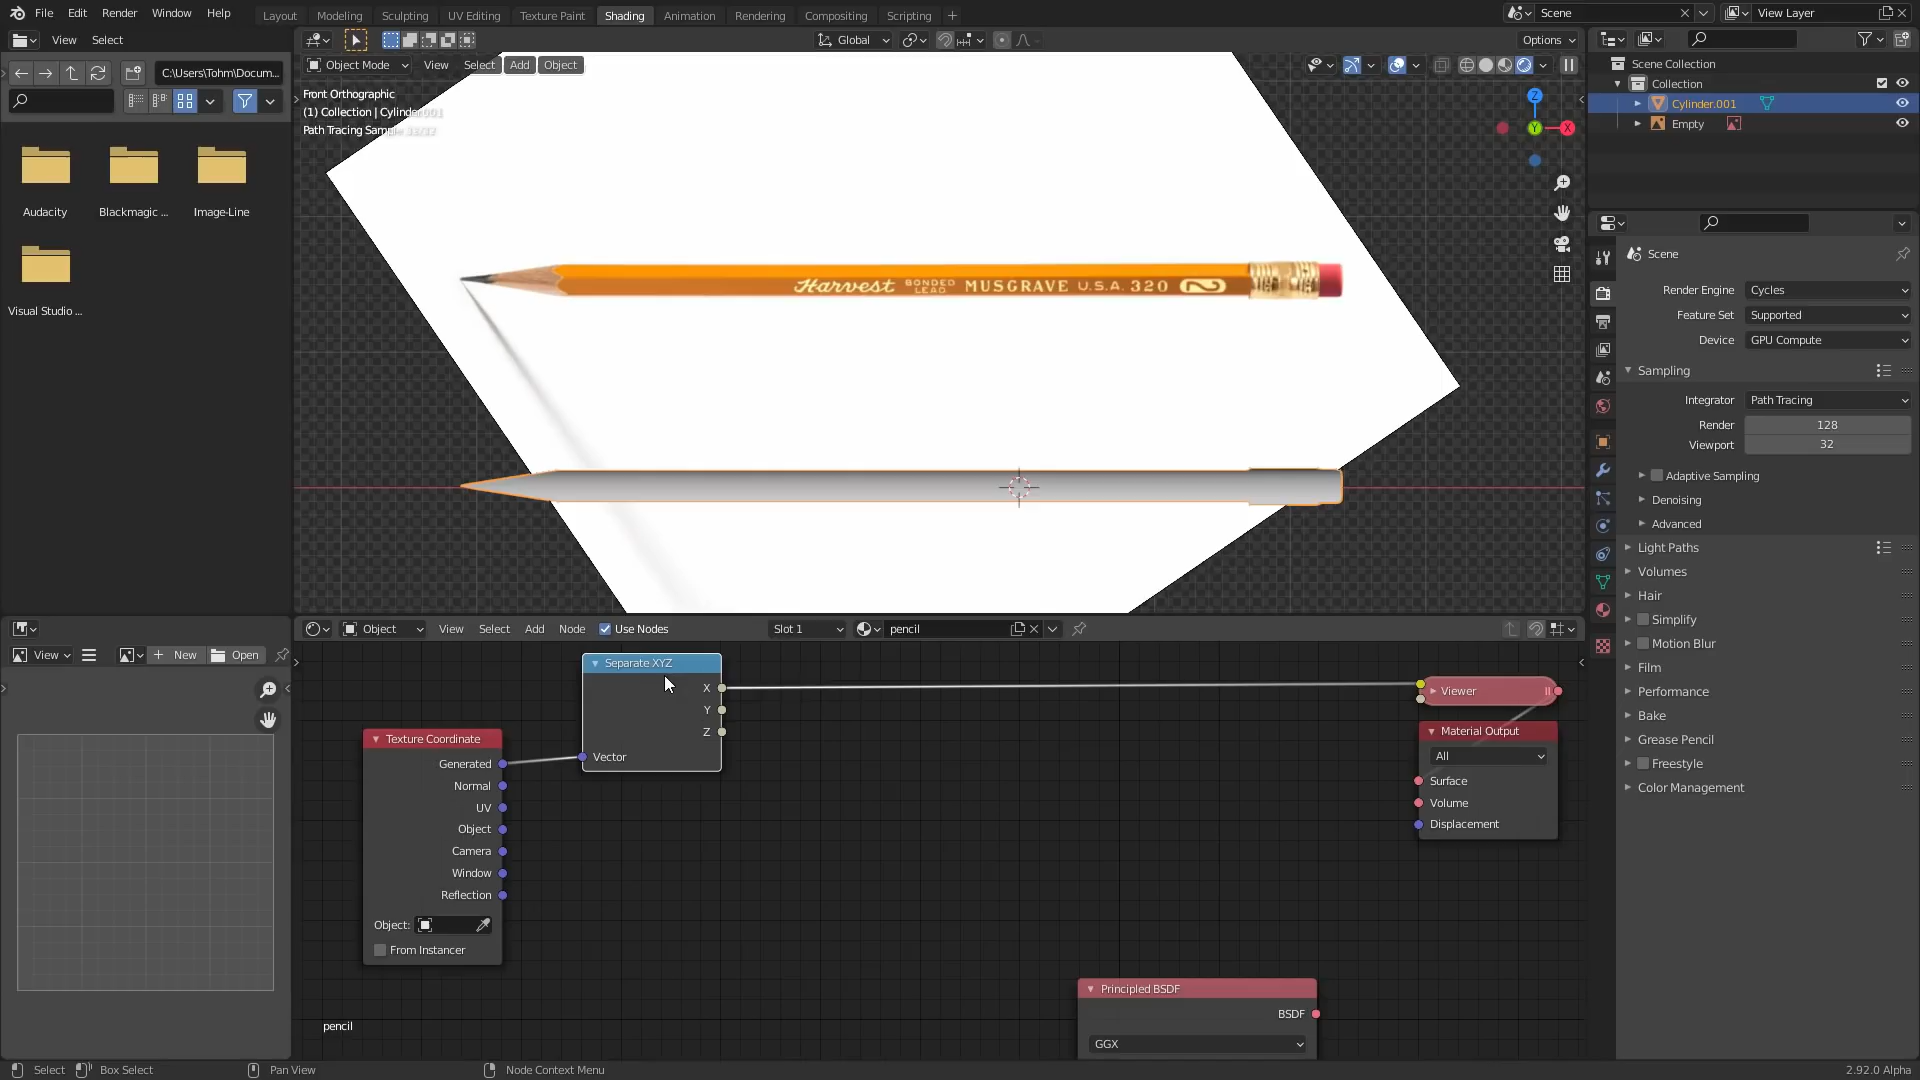 File Edit Render Window Help Layout Modeling Sculpting UV Editing Texture Paint Shading Animation Rendering Compositing Scripting + Scene View Layer
View Select Global Options
C:\Users\Tohm\Docum... Object Mode View Select Add Object
Front Orthographic
(1) Collection | Cylinder.001
Path Tracing Sample 32/32
Audacity Blackmagic ... Image-Line
Visual Studio ...
Z
Y X
Harvest BONDED LEAD MUSGRAVE U.S.A. 320 2
Scene Collection
Collection
Cylinder.001
Empty
Scene
Render Engine Cycles
Feature Set Supported
Device GPU Compute
Sampling
Integrator Path Tracing
Render 128
Viewport 32
Adaptive Sampling
Denoising
Advanced
Light Paths
Volumes
Hair
Simplify
Motion Blur
Film
Performance
Bake
Grease Pencil
Freestyle
Color Management
View New Open
Object View Select Add Node Use Nodes Slot 1 pencil
Separate XYZ
X
Y
Z
Vector
Texture Coordinate
Generated
Normal
UV
Object
Camera
Window
Reflection
Object:
From Instancer
Viewer
Material Output
All
Surface
Volume
Displacement
Principled BSDF
BSDF
GGX
pencil
Select Box Select Pan View Node Context Menu 2.92.0 Alpha